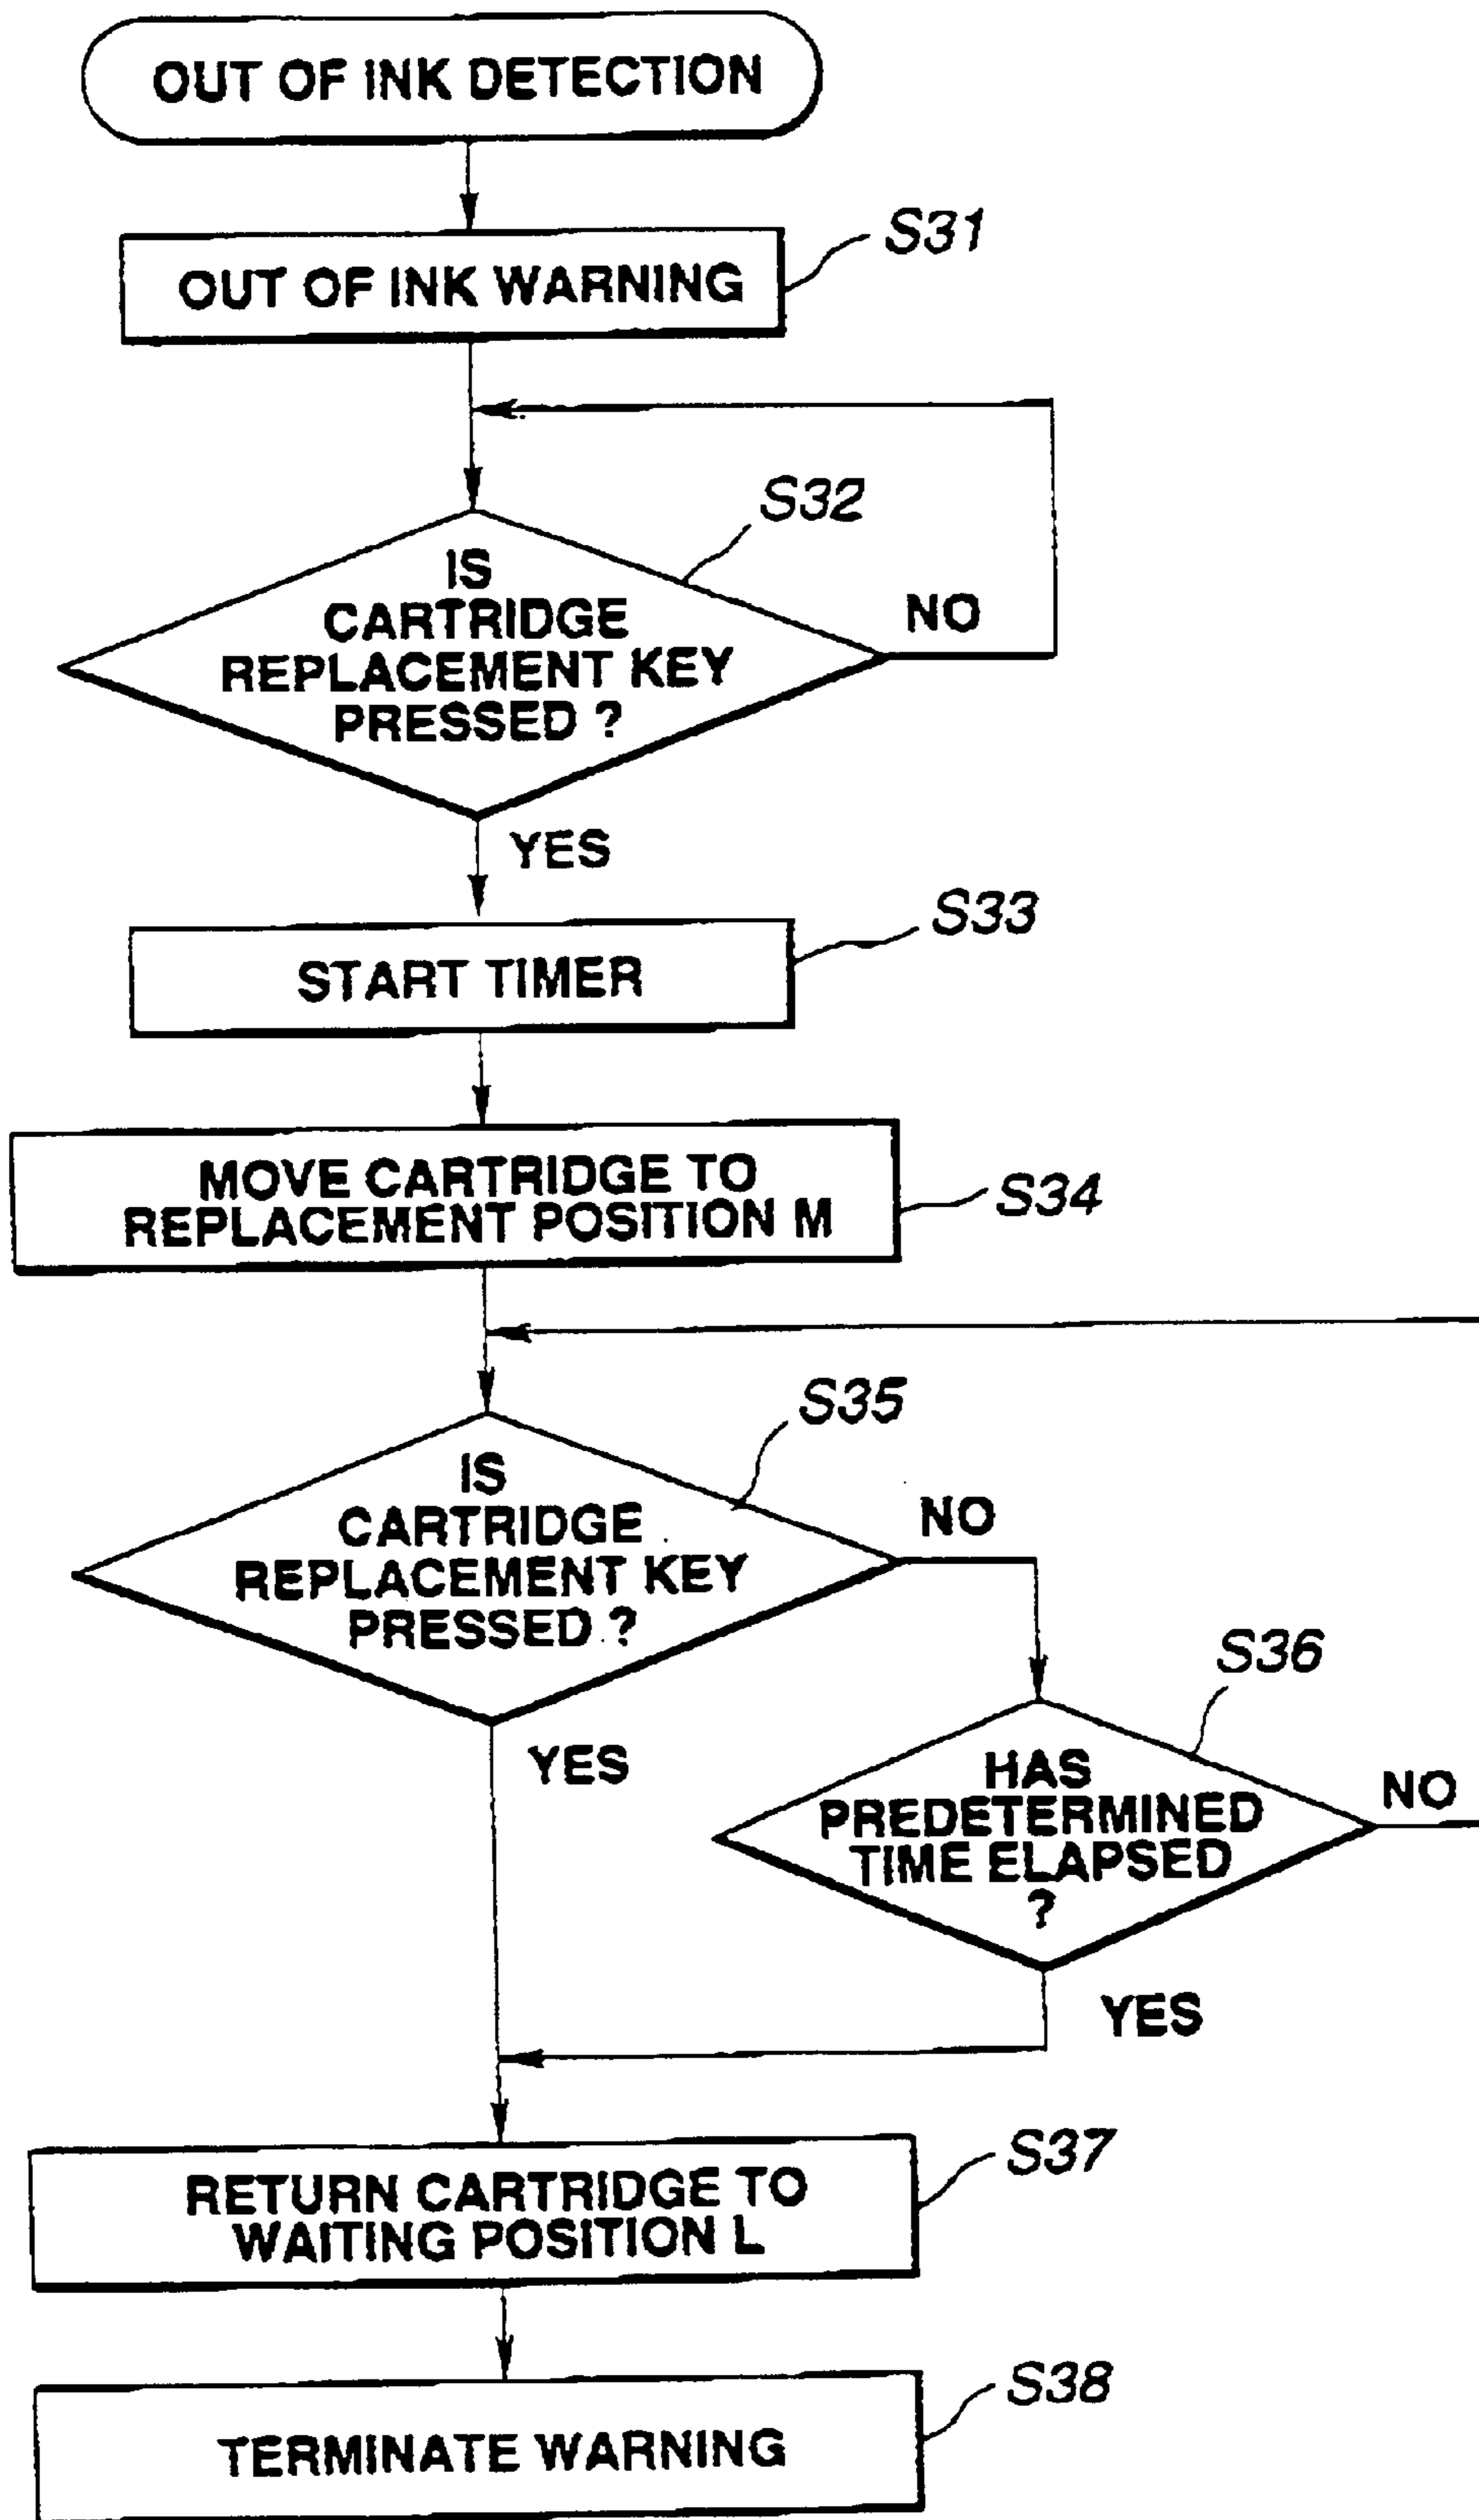 OUT OF INK DETECTION
S31
OUT OF INK WARNING
S32
IS
CARTRIDGE
REPLACEMENT KEY
PRESSED ?
NO
YES
S33
START TIMER
MOVE CARTRIDGE TO
REPLACEMENT POSITION M
S34
S35
IS
CARTRIDGE
REPLACEMENT KEY
PRESSED ?
NO
YES
S36
HAS
PREDETERMINED
TIME ELAPSED
?
NO
YES
S37
RETURN CARTRIDGE TO
WAITING POSITION L
S38
TERMINATE WARNING